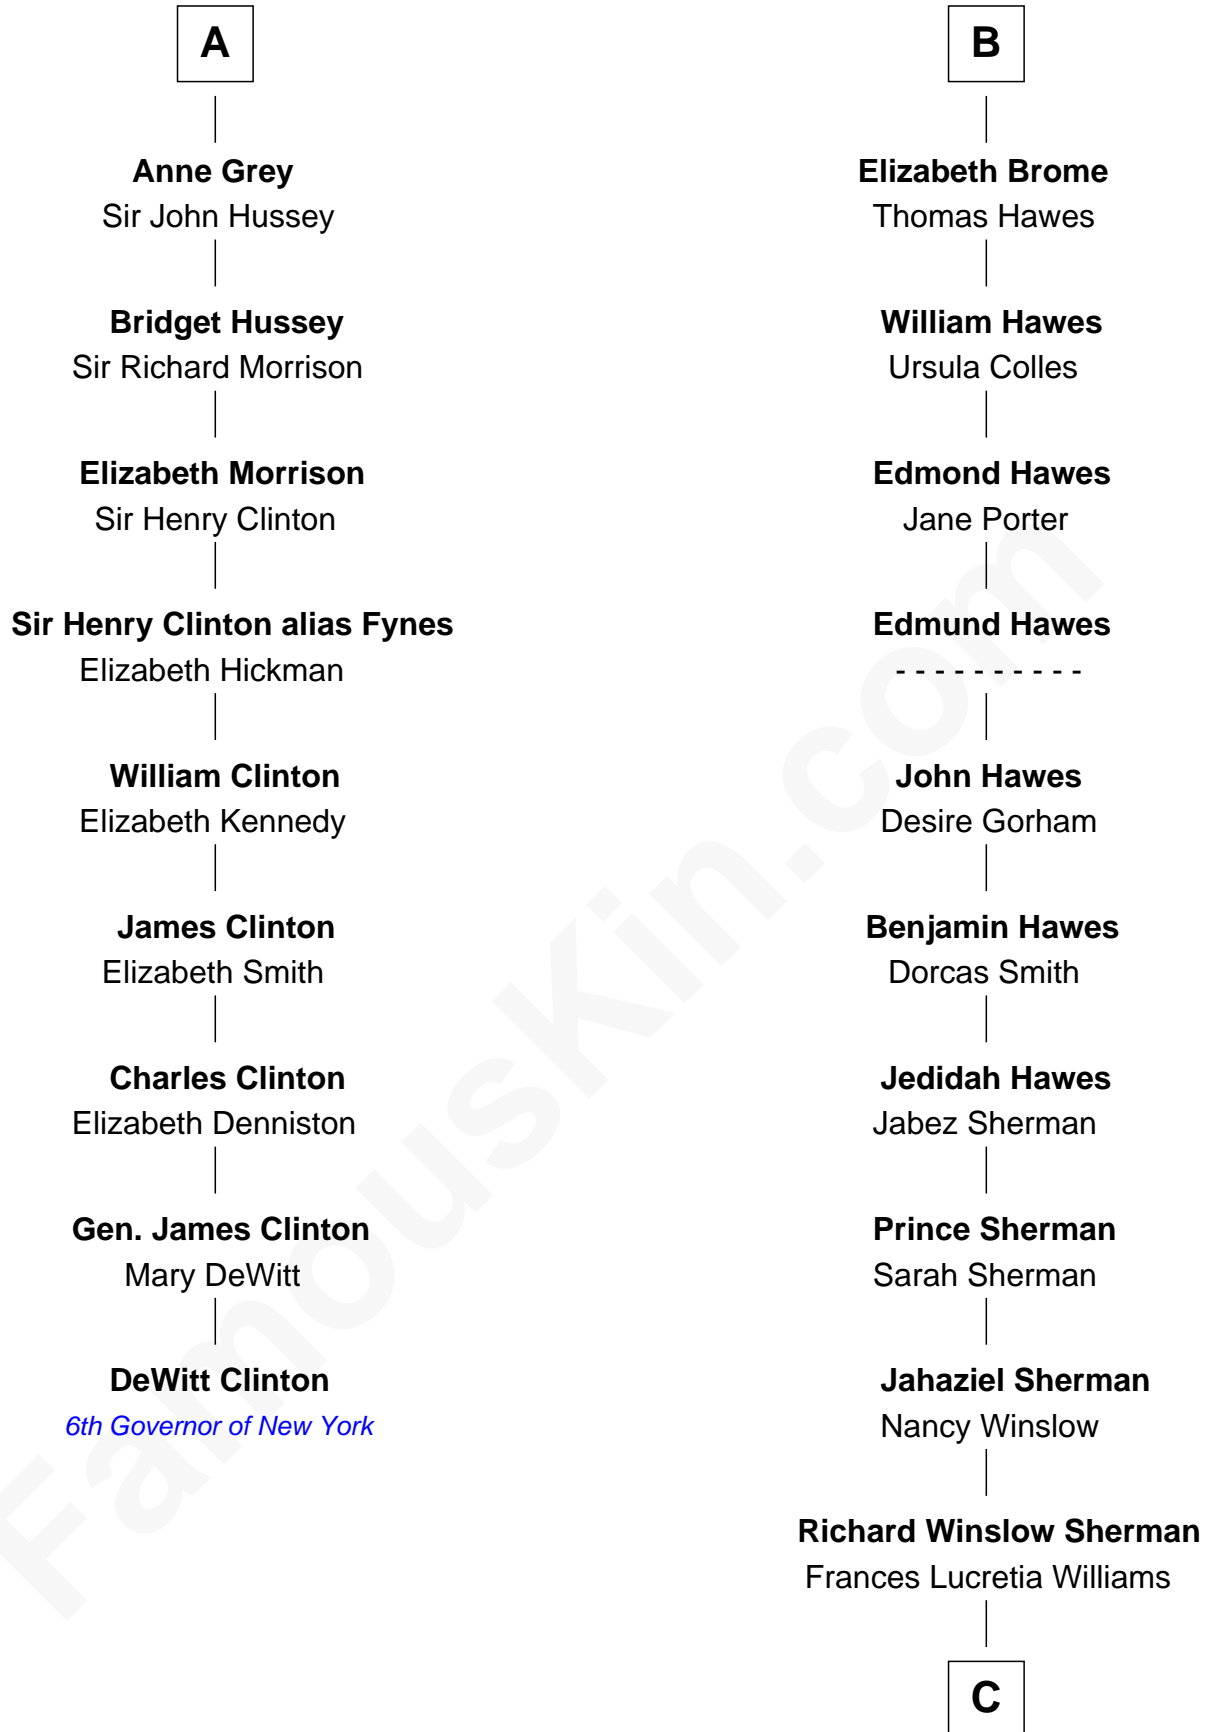 A
Anne Grey
Sir John Hussey
Bridget Hussey
Sir Richard Morrison
Elizabeth Morrison
Sir Henry Clinton
Sir Henry Clinton alias Fynes
Elizabeth Hickman
William Clinton
Elizabeth Kennedy
James Clinton
Elizabeth Smith
Charles Clinton
Elizabeth Denniston
Gen. James Clinton
Mary DeWitt
DeWitt Clinton
6th Governor of New York
B
Elizabeth Brome
Thomas Hawes
William Hawes
Ursula Colles
Edmond Hawes
Jane Porter
Edmund Hawes
- - - - - - - - - -
John Hawes
Desire Gorham
Benjamin Hawes
Dorcas Smith
Jedidah Hawes
Jabez Sherman
Prince Sherman
Sarah Sherman
Jahaziel Sherman
Nancy Winslow
Richard Winslow Sherman
Frances Lucretia Williams
C
FamousKin.com